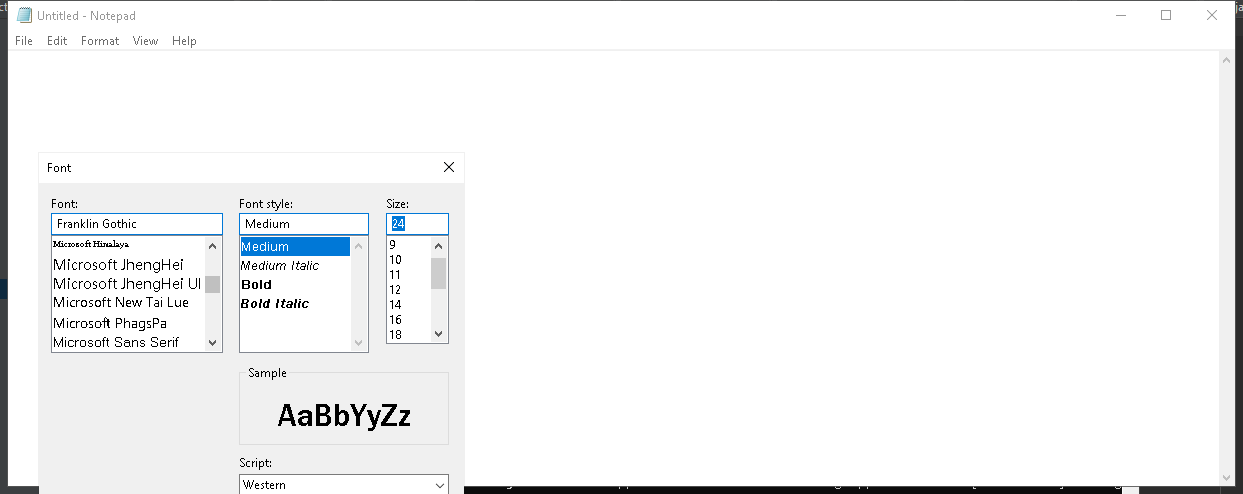 Untitled - Notepad
File Edit Format View Help
Font
Font: Font style: Size:
Franklin Gothic Medium 24
Microsoft Himalaya Medium 9
Microsoft JhengHei Medium Italic 10
Microsoft JhengHei UI Bold 11
Microsoft New Tai Lue Bold Italic 12
Microsoft PhagsPa 14
Microsoft Sans Serif 16
18
Sample
AaBbYyZz
Script:
Western